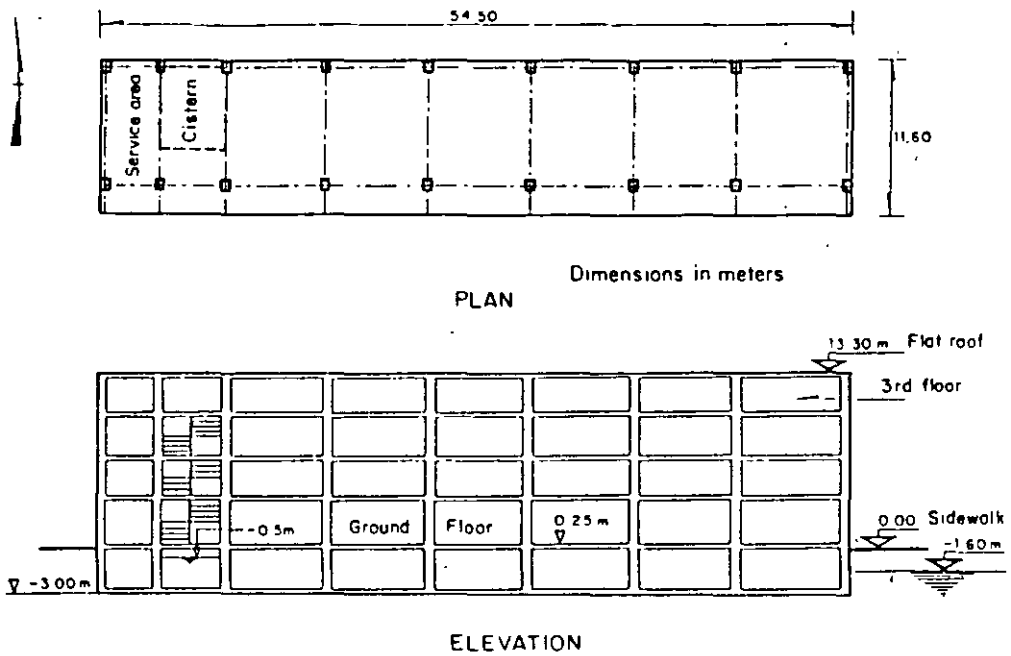 54.50
Service area
Cistern
11.60
Dimensions in meters
PLAN
13.30 m Flat roof
3rd floor
-0.5m
Ground Floor
0.25 m
0.00 Sidewalk
-1.60 m
-3.00 m
ELEVATION